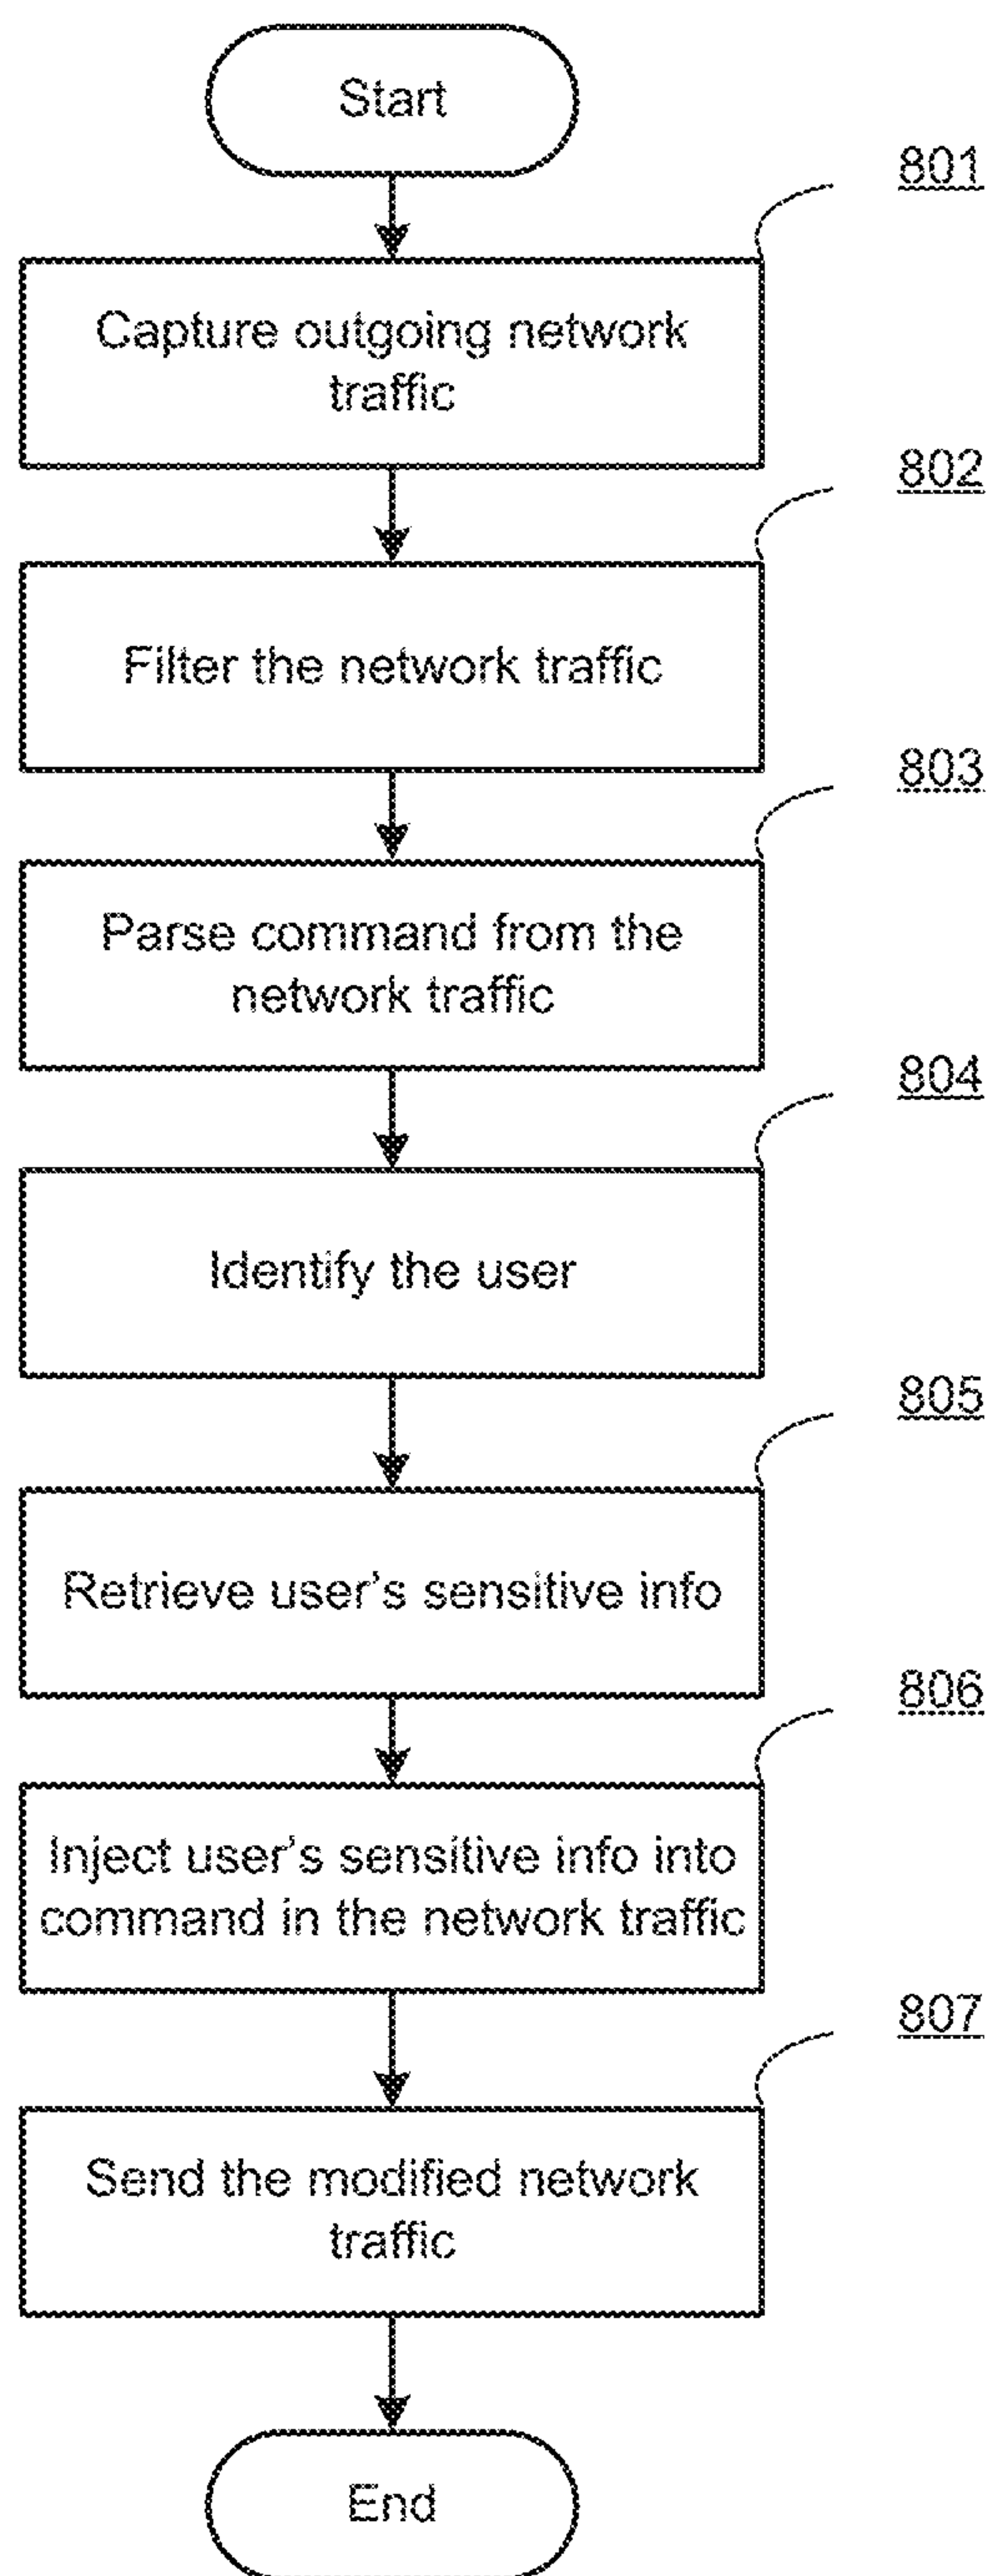 Start
801
Capture outgoing network
traffic
802
Filter the network traffic
803
Parse command from the
network traffic
804
Identify the user
805
Retrieve user's sensitive info
806
Inject user's sensitive info into
command in the network traffic
807
Send the modified network
traffic
End